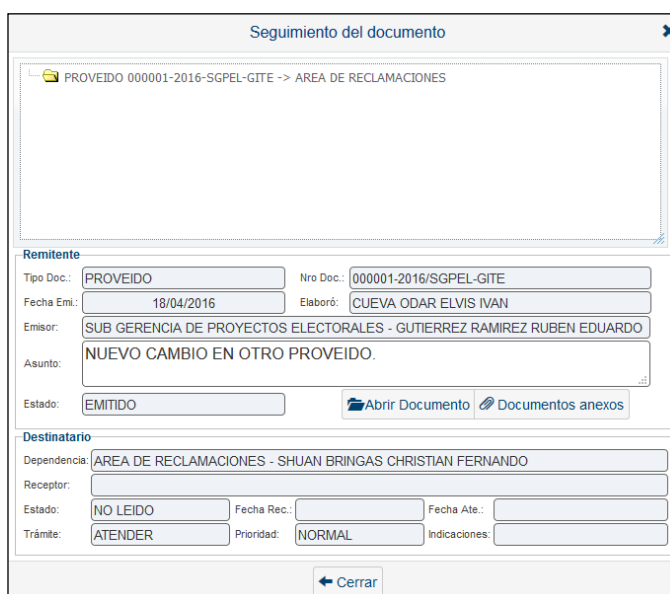 Seguimiento del documento
PROVEIDO 000001-2016-SGPEL-GITE -> AREA DE RECLAMACIONES
Remitente
Tipo Doc.: PROVEIDO Nro Doc.: 000001-2016/SGPEL-GITE
Fecha Emi.: 18/04/2016 Elaboró: CUEVA ODAR ELVIS IVAN
Emisor: SUB GERENCIA DE PROYECTOS ELECTORALES - GUTIERREZ RAMIREZ RUBEN EDUARDO
Asunto: NUEVO CAMBIO EN OTRO PROVEIDO.
Estado: EMITIDO Abrir Documento Documentos anexos
Destinatario
Dependencia: AREA DE RECLAMACIONES - SHUAN BRINGAS CHRISTIAN FERNANDO
Receptor:
Estado: NO LEIDO Fecha Rec.: Fecha Ate.:
Trámite: ATENDER Prioridad: NORMAL Indicaciones:
Cerrar